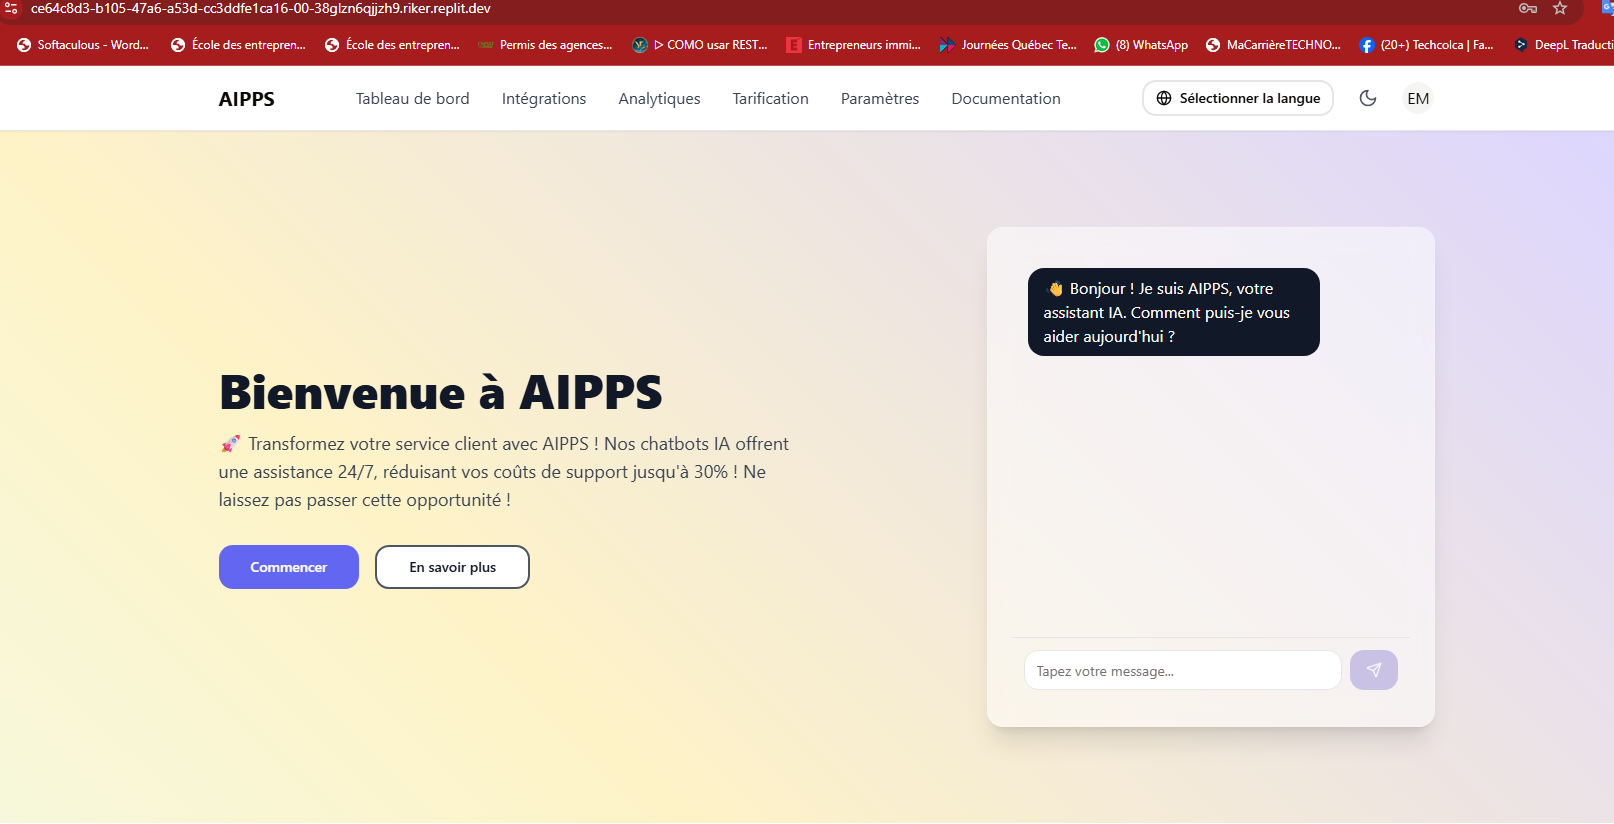 ce64c8d3-b105-47a6-a53d-cc3ddfe1ca16-00-38glzn6qjjzh9.riker.replit.dev
Softaculous - Word...
École des entrepren...
École des entrepren...
Permis des agences...
ᐅ COMO usar REST...
Entrepreneurs immi...
Journées Québec Te...
(8) WhatsApp
MaCarrièreTECHNO...
(20+) Techcolca | Fa...
DeepL Traducti
AIPPS
Tableau de bord
Intégrations
Analytiques
Tarification
Paramètres
Documentation
Sélectionner la langue
EM
Bienvenue à AIPPS
🚀 Transformez votre service client avec AIPPS ! Nos chatbots IA offrent
une assistance 24/7, réduisant vos coûts de support jusqu'à 30% ! Ne
laissez pas passer cette opportunité !
Commencer
En savoir plus
👋 Bonjour ! Je suis AIPPS, votre
assistant IA. Comment puis-je vous
aider aujourd'hui ?
Tapez votre message...